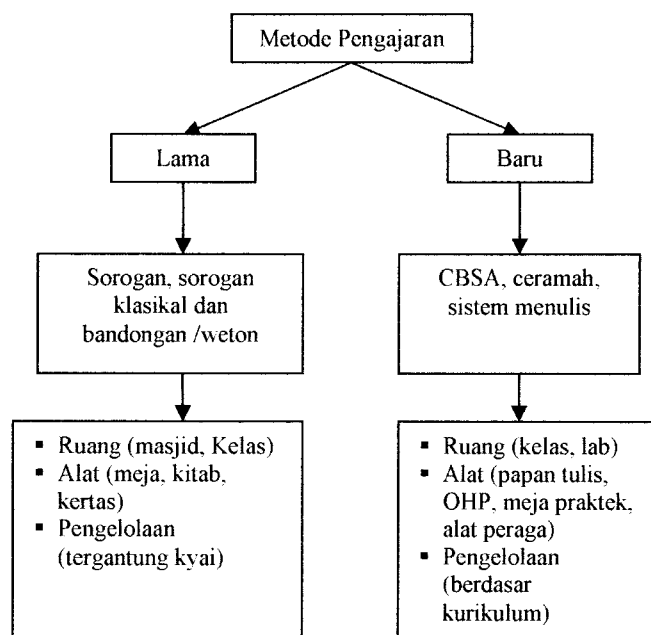 Metode Pengajaran
Lama
Baru
Sorogan, sorogan
klasikal dan
bandongan /weton
CBSA, ceramah,
sistem menulis
▪ Ruang (masjid, Kelas)
▪ Alat (meja, kitab,
kertas)
▪ Pengelolaan
(tergantung kyai)
▪ Ruang (kelas, lab)
▪ Alat (papan tulis,
OHP, meja praktek,
alat peraga)
▪ Pengelolaan
(berdasar
kurikulum)